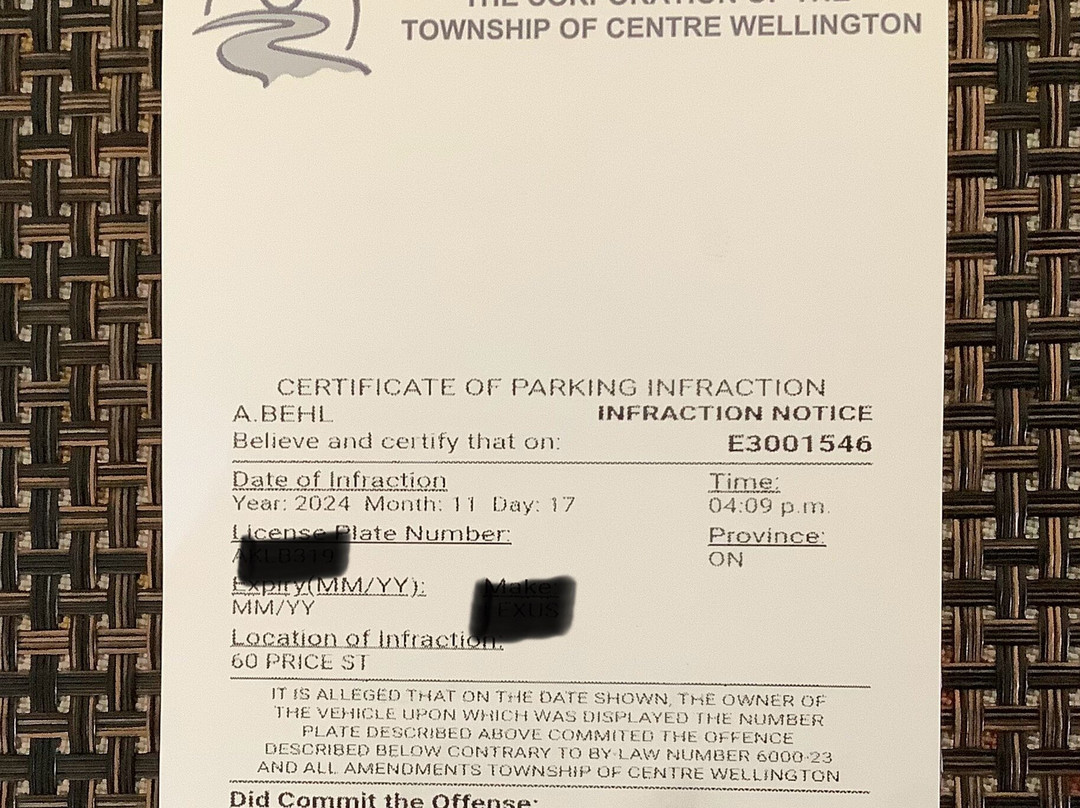 THE CORPORATION OF THE
TOWNSHIP OF CENTRE WELLINGTON
CERTIFICATE OF PARKING INFRACTION
A.BEHL INFRACTION NOTICE
Believe and certify that on: E3001546
Date of Infraction Time:
Year: 2024 Month: 11 Day: 17 04:09 p.m.
License Plate Number: Province:
ON
Expiry(MM/YY): Make
MM/YY
Location of Infraction:
60 PRICE ST
IT IS ALLEGED THAT ON THE DATE SHOWN, THE OWNER OF
THE VEHICLE UPON WHICH WAS DISPLAYED THE NUMBER
PLATE DESCRIBED ABOVE COMMITED THE OFFENCE
DESCRIBED BELOW CONTRARY TO BY-LAW NUMBER 6000-23
AND ALL AMENDMENTS TOWNSHIP OF CENTRE WELLINGTON
Did Commit the Offense: